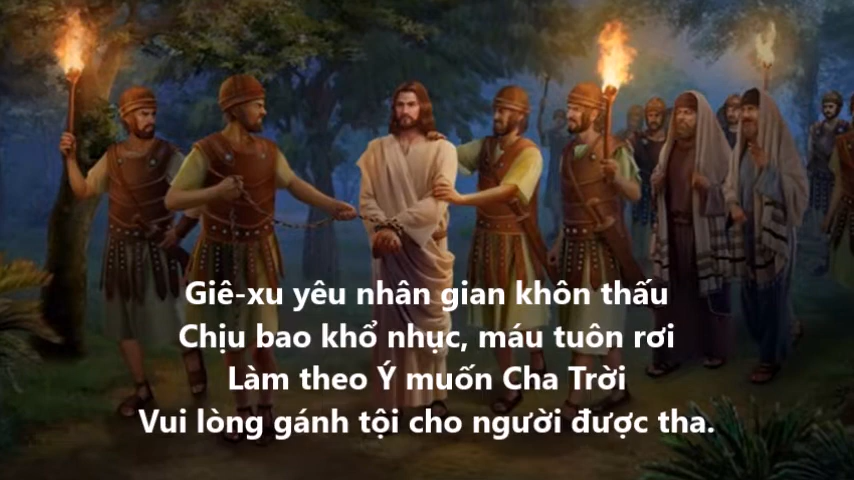 Giê-xu yêu nhân gian khôn thấu
Chịu bao khổ nhục, máu tuôn rơi
Làm theo Ý muốn Cha Trời
Vui lòng gánh tội cho người được tha.